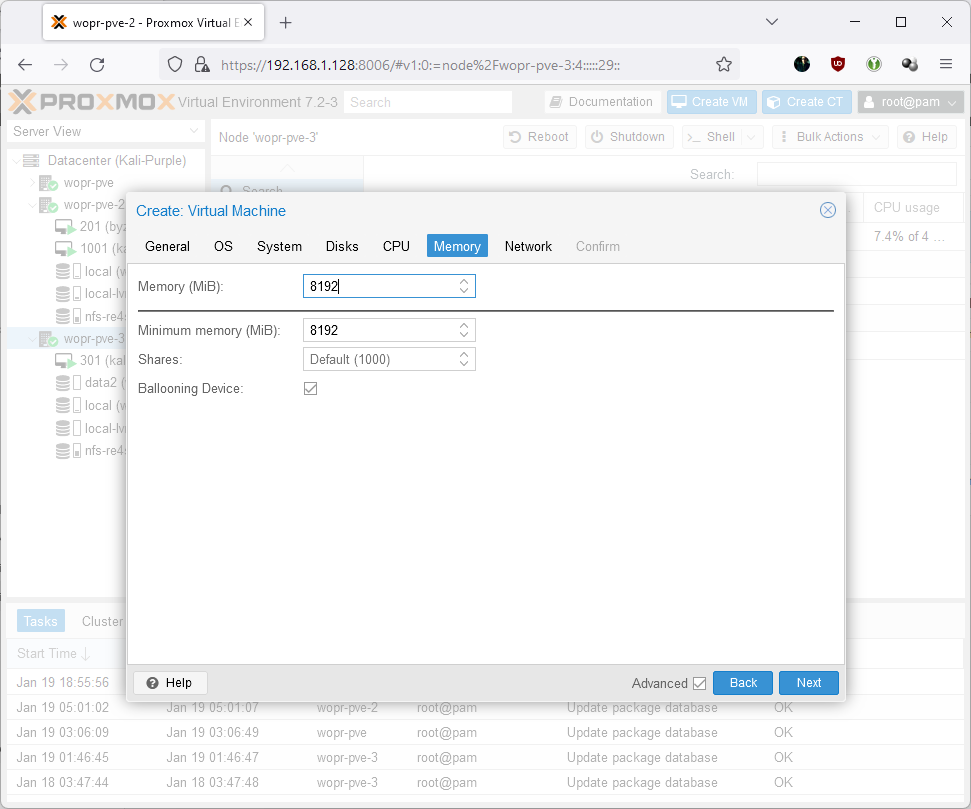 wopr-pve-2 - Proxmox Virtual E
https://192.168.1.128:8006/#v1:0:=node%2Fwopr-pve-3:4:::::29::
PROXMOX Virtual Environment 7.2-3 Search Documentation Create VM Create CT root@pam
Server View
Node 'wopr-pve-3' Reboot Shutdown >_ Shell Bulk Actions Help
Datacenter (Kali-Purple)
Search:
wopr-pve
Search
wopr-pve-2
CPU usage
201 (byz
7.4% of 4 ...
1001 (ka
local (w
local-lv
nfs-re4s
wopr-pve-3
301 (kal
data2 (
local (w
local-lv
nfs-re4s
Create: Virtual Machine
General OS System Disks CPU Memory Network Confirm
Memory (MiB): 8192
Minimum memory (MiB): 8192
Shares: Default (1000)
Ballooning Device:
Help Advanced Back Next
Tasks Cluster
Start Time
Jan 19 18:55:56
Jan 19 05:01:02 Jan 19 05:01:07 wopr-pve-2 root@pam Update package database OK
Jan 19 03:06:09 Jan 19 03:06:49 wopr-pve root@pam Update package database OK
Jan 19 01:46:45 Jan 19 01:46:47 wopr-pve-3 root@pam Update package database OK
Jan 18 03:47:44 Jan 18 03:47:48 wopr-pve-3 root@pam Update package database OK